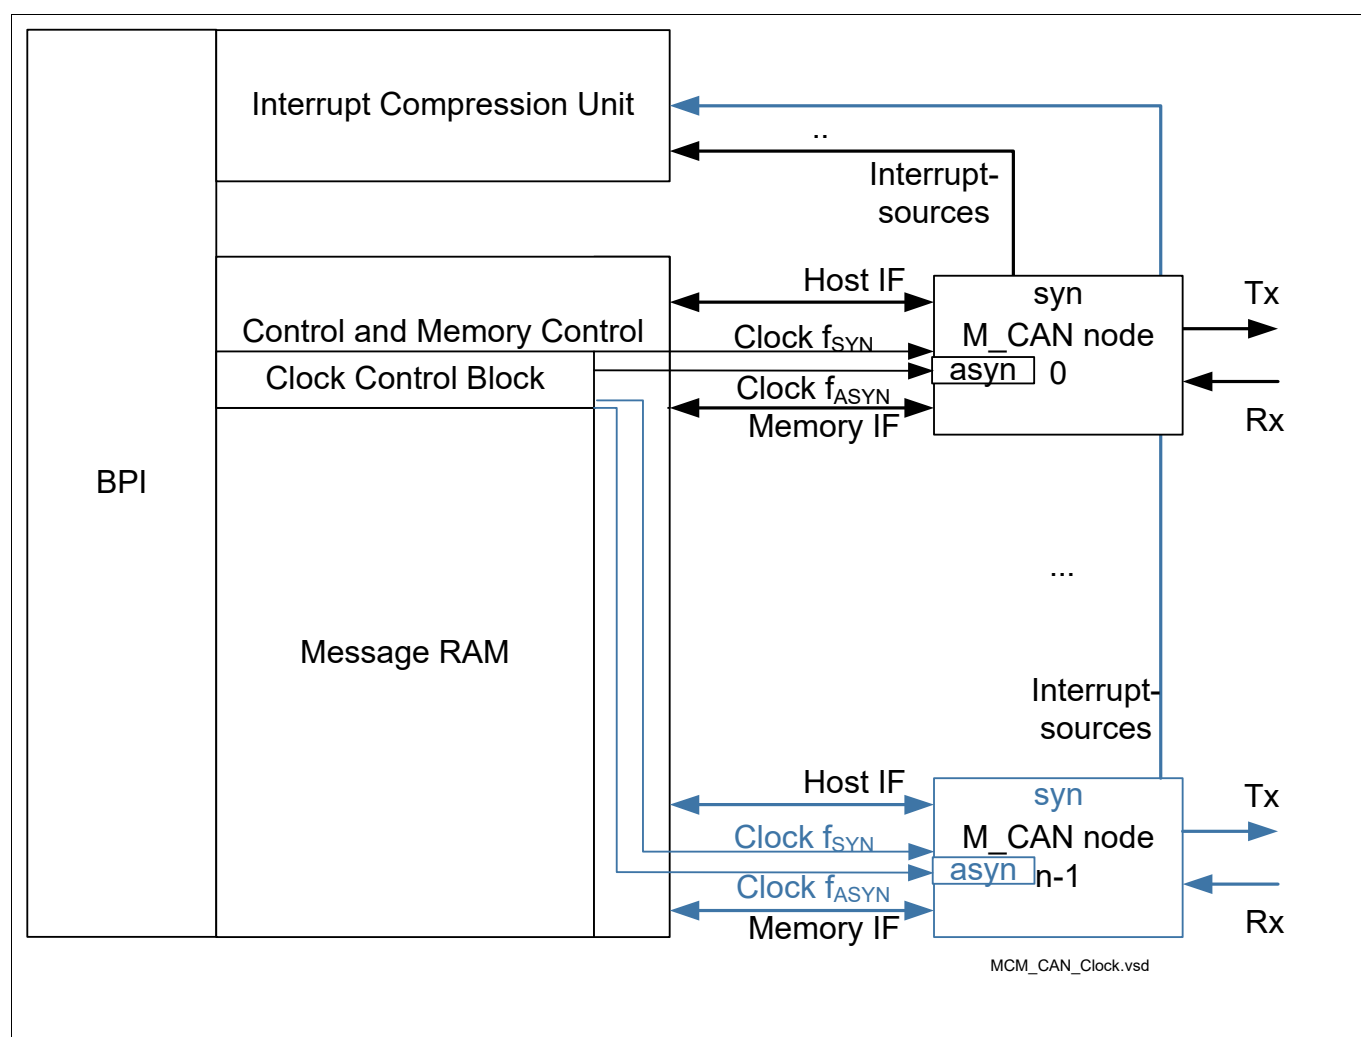 Interrupt Compression Unit
..
Interrupt-
sources
Host IF
syn
Tx
Control and Memory Control
Clock fSYN
M_CAN node
Clock Control Block
asyn
0
Clock fASYN
Memory IF
Rx
BPI
...
Message RAM
Interrupt-
sources
Host IF
syn
Tx
Clock fSYN
M_CAN node
asyn
n-1
Clock fASYN
Memory IF
Rx
MCM_CAN_Clock.vsd